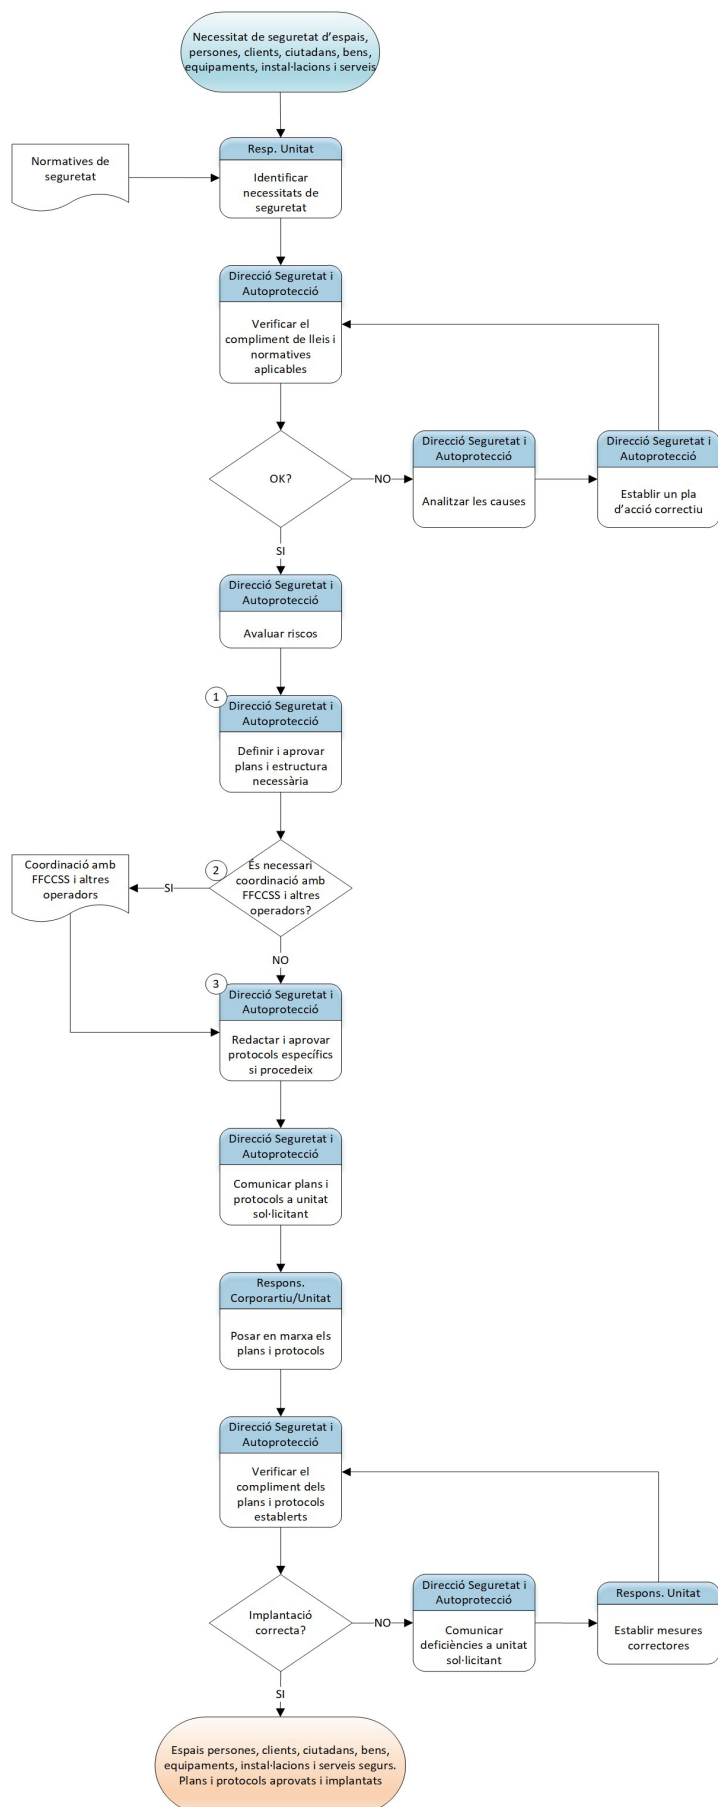 Necessitat de seguretat d'espais,
persones, clients, ciutadans, bens,
equipaments, instal·lacions i serveis
Resp. Unitat
Normatives de
seguretat
Identificar
necessitats de
seguretat
Direcció Seguretat i
Autoprotecció
Verificar el
compliment de lleis i
normatives
aplicables
OK?
NO
Direcció Seguretat i
Autoprotecció
Analitzar les causes
Direcció Seguretat i
Autoprotecció
Establir un pla
d'acció correctiu
SI
Direcció Seguretat i
Autoprotecció
Avaluar riscos
1
Direcció Seguretat i
Autoprotecció
Definir i aprovar
plans i estructura
necessària
2
És necessari
coordinació amb
FFCCSS i altres
operadors?
SI
Coordinació amb
FFCCSS i altres
operadors
NO
3
Direcció Seguretat i
Autoprotecció
Redactar i aprovar
protocols específics
si procedeix
Direcció Seguretat i
Autoprotecció
Comunicar plans i
protocols a unitat
sol·licitant
Respons.
Corporartiu/Unitat
Posar en marxa els
plans i protocols
Direcció Seguretat i
Autoprotecció
Verificar el
compliment dels
plans i protocols
establerts
Implantació
correcta?
NO
Direcció Seguretat i
Autoprotecció
Comunicar
deficiències a unitat
sol·licitant
Respons. Unitat
Establir mesures
correctores
SI
Espais persones, clients, ciutadans, bens,
equipaments, instal·lacions i serveis segurs.
Plans i protocols aprovats i implantats